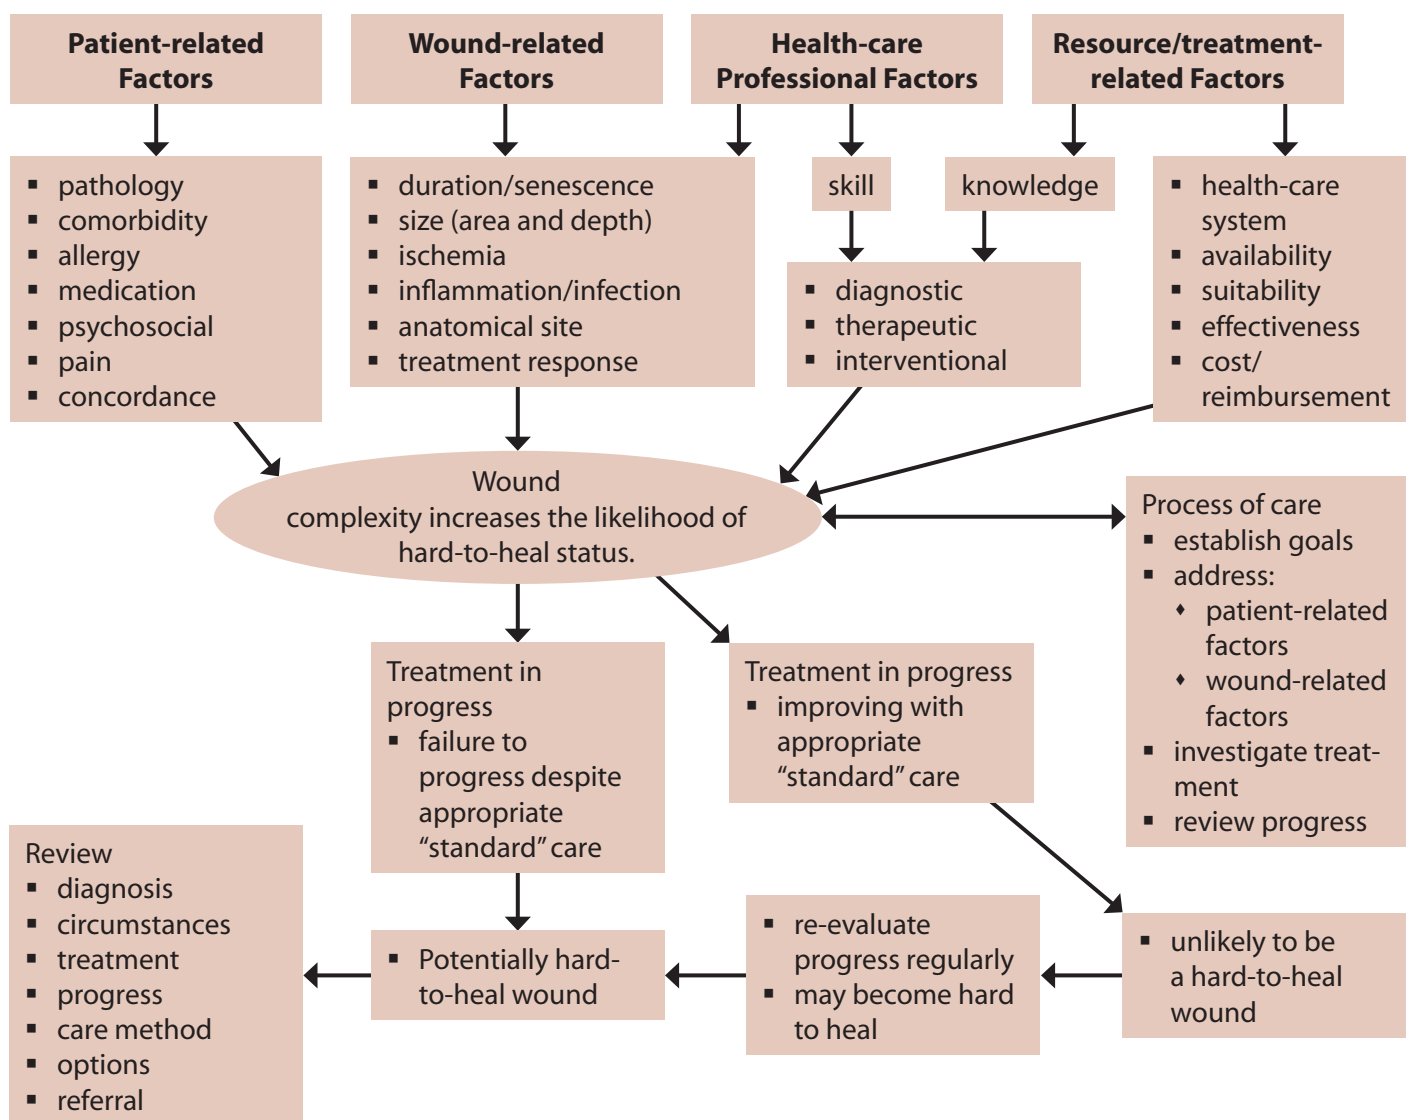 Patient-related
Factors
Wound-related
Factors
Health-care
Professional Factors
Resource/treatment-
related Factors
▪ pathology
▪ comorbidity
▪ allergy
▪ medication
▪ psychosocial
▪ pain
▪ concordance
▪ duration/senescence
▪ size (area and depth)
▪ ischemia
▪ inflammation/infection
▪ anatomical site
▪ treatment response
skill
knowledge
▪ diagnostic
▪ therapeutic
▪ interventional
▪ health-care
system
▪ availability
▪ suitability
▪ effectiveness
▪ cost/
reimbursement
Wound
complexity increases the likelihood of
hard-to-heal status.
Process of care
▪ establish goals
▪ address:
♦ patient-related
factors
♦ wound-related
factors
▪ investigate treat-
ment
▪ review progress
Treatment in
progress
▪ failure to
progress despite
appropriate
“standard” care
Treatment in progress
▪ improving with
appropriate
“standard” care
Review
▪ diagnosis
▪ circumstances
▪ treatment
▪ progress
▪ care method
▪ options
▪ referral
▪ Potentially hard-
to-heal wound
▪ re-evaluate
progress regularly
▪ may become hard
to heal
▪ unlikely to be
a hard-to-heal
wound